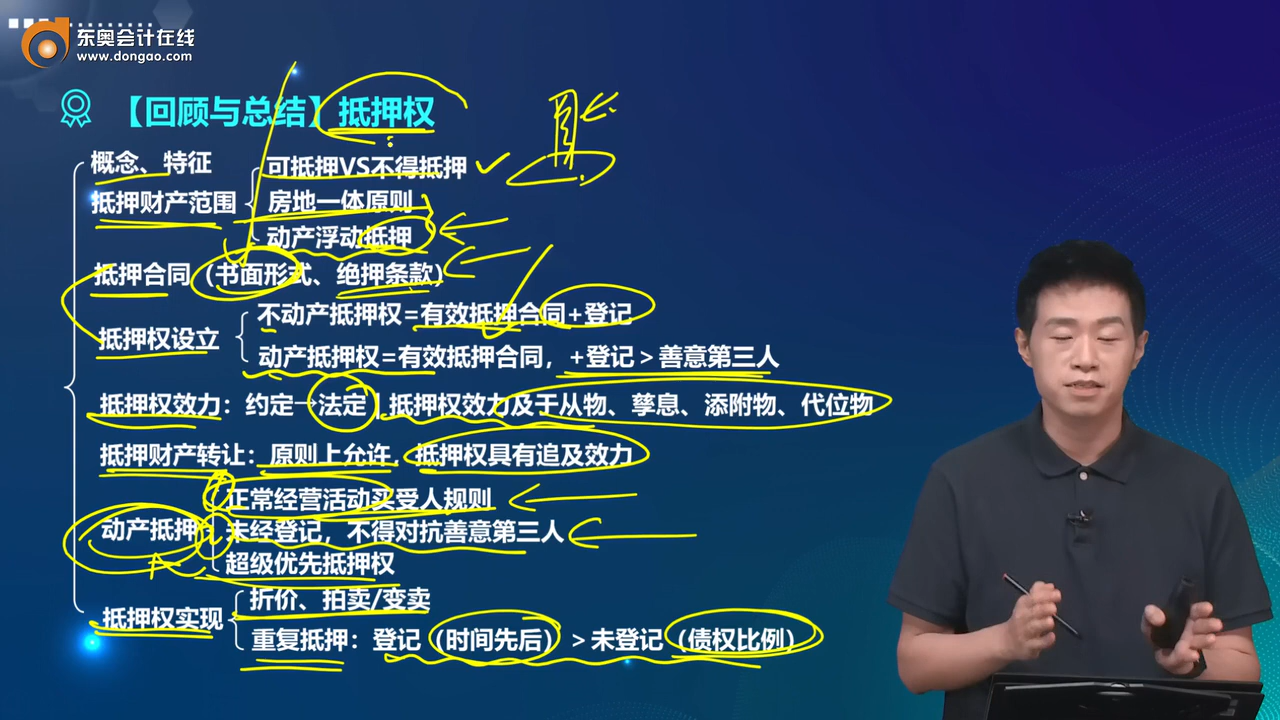 东奥会计在线
www.dongao.com
【回顾与总结】抵押权
概念、特征
抵押财产范围
可抵押VS不得抵押
房地一体原则
动产浮动抵押
抵押合同（书面形式、绝押条款）
抵押权设立
不动产抵押权=有效抵押合同+登记
动产抵押权=有效抵押合同，+登记＞善意第三人
抵押权效力：约定→法定 | 抵押权效力及于从物、孳息、添附物、代位物
抵押财产转让：原则上允许，抵押权具有追及效力
动产抵押
正常经营活动买受人规则
未经登记，不得对抗善意第三人
超级优先抵押权
抵押权实现
折价、拍卖/变卖
重复抵押：登记（时间先后）＞未登记（债权比例）